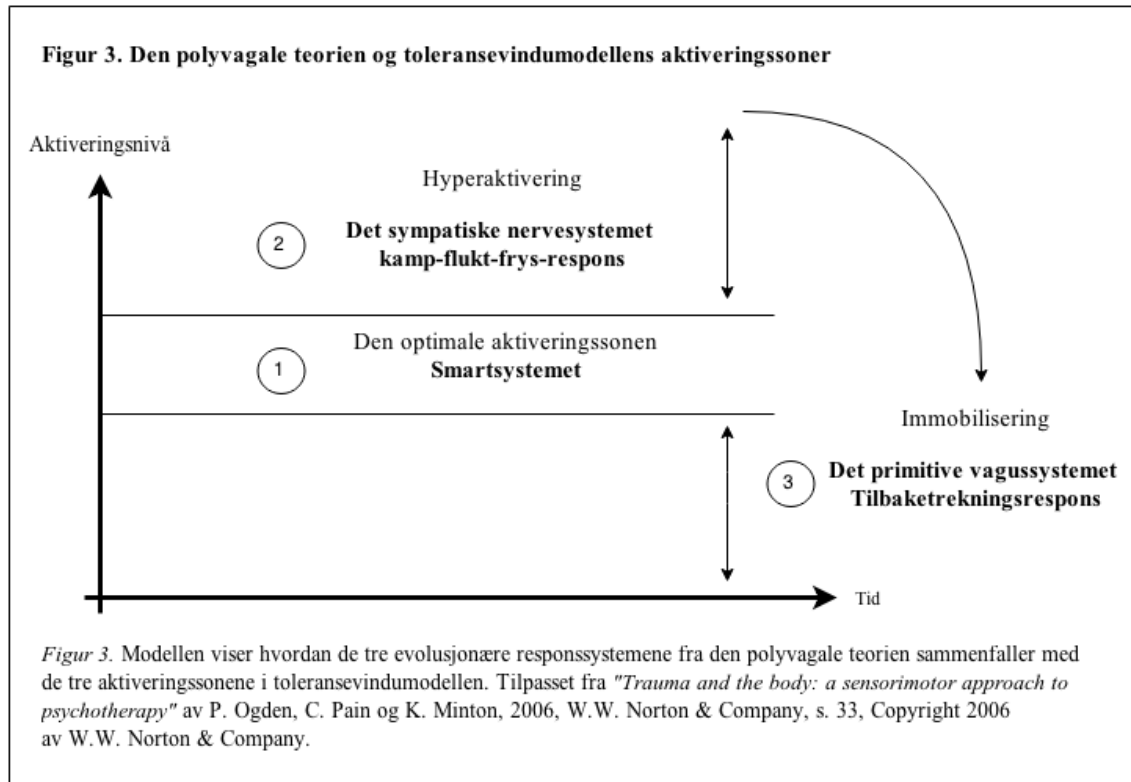 Figur 3. Den polyvagale teorien og toleransevindumodellens aktiveringssoner
Aktiveringsnivå
Hyperaktivering
2
Det sympatiske nervesystemet
kamp-flukt-frys-respons
Den optimale aktiveringssonen
1
Smartsystemet
Immobilisering
3
Det primitive vagussystemet
Tilbaketrekningsrespons
Tid
Figur 3. Modellen viser hvordan de tre evolusjonære responssystemene fra den polyvagale teorien sammenfaller med
de tre aktiveringssonene i toleransevindumodellen. Tilpasset fra "Trauma and the body: a sensorimotor approach to
psychotherapy" av P. Ogden, C. Pain og K. Minton, 2006, W.W. Norton & Company, s. 33, Copyright 2006
av W.W. Norton & Company.